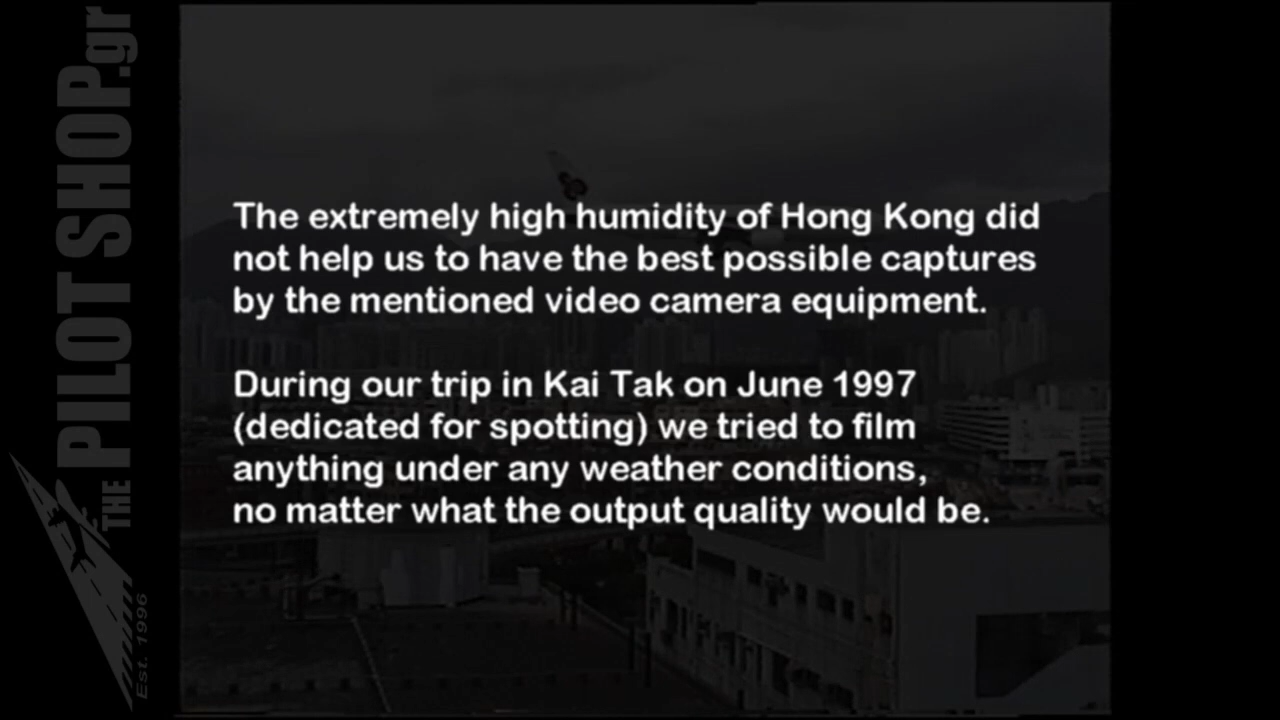 The extremely high humidity of Hong Kong did
not help us to have the best possible captures
by the mentioned video camera equipment.
During our trip in Kai Tak on June 1997
(dedicated for spotting) we tried to film
anything under any weather conditions,
no matter what the output quality would be.
THE PILOT SHOP.gr
Est. 1996